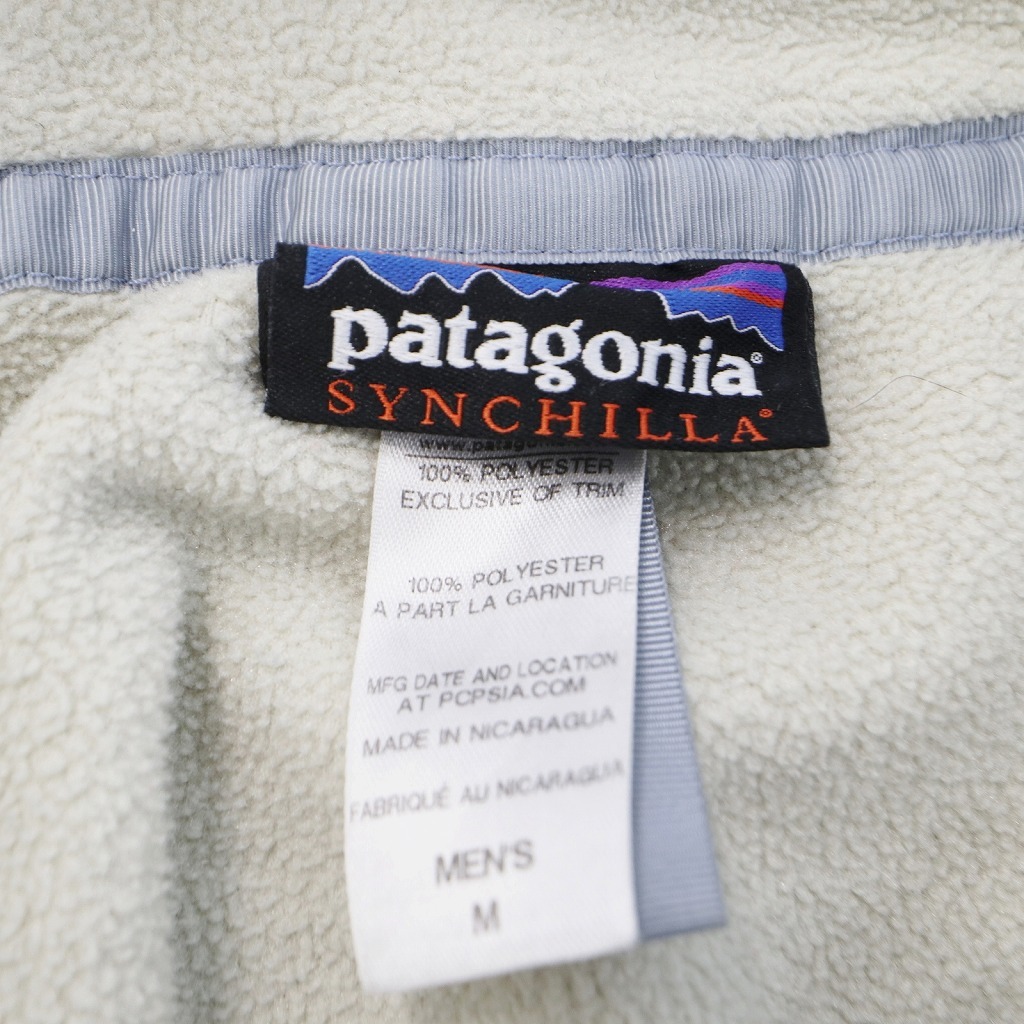 patagonia®
SYNCHILLA®
100% POLYESTER
EXCLUSIVE OF TRIM
100% POLYESTER
A PART LA GARNITURE
MFG DATE AND LOCATION
AT PCPSIA.COM
MADE IN NICARAGUA
FABRIQUÉ AU NICARAGUA
MEN'S
M